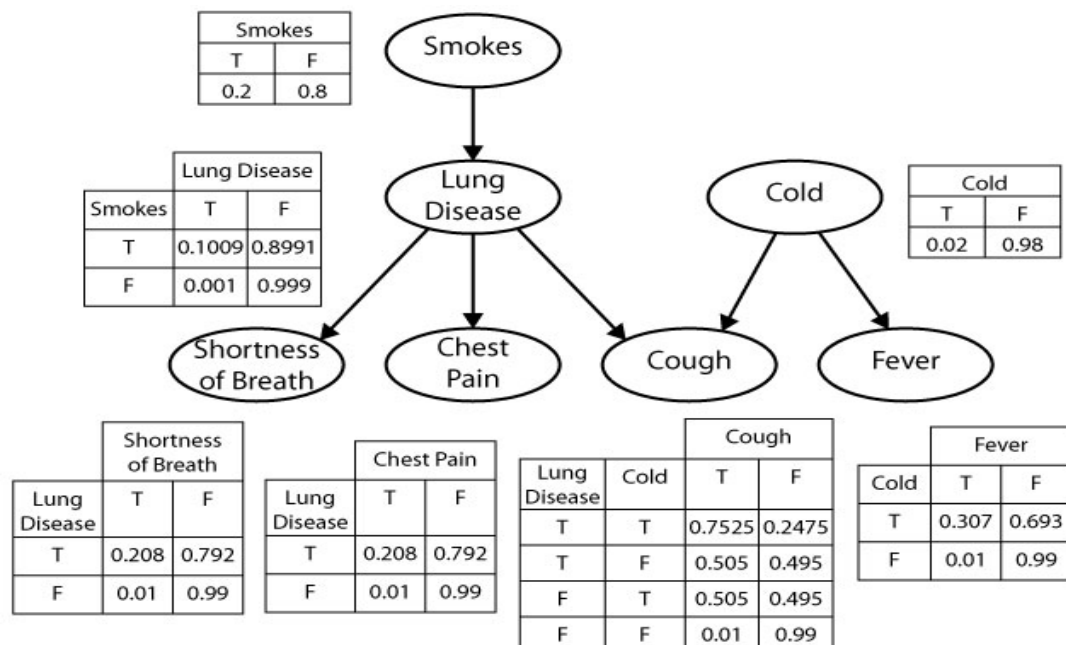 Smokes
T F
0.2 0.8
Smokes
Lung Disease
Smokes T F
T 0.1009 0.8991
F 0.001 0.999
Lung
Disease
Cold
Cold
T F
0.02 0.98
Shortness
of Breath
Chest
Pain
Cough
Fever
Shortness
of Breath
Lung
Disease T F
T 0.208 0.792
F 0.01 0.99
Chest Pain
Lung
Disease T F
T 0.208 0.792
F 0.01 0.99
Cough
Lung
Disease Cold T F
T T 0.7525 0.2475
T F 0.505 0.495
F T 0.505 0.495
F F 0.01 0.99
Fever
Cold T F
T 0.307 0.693
F 0.01 0.99